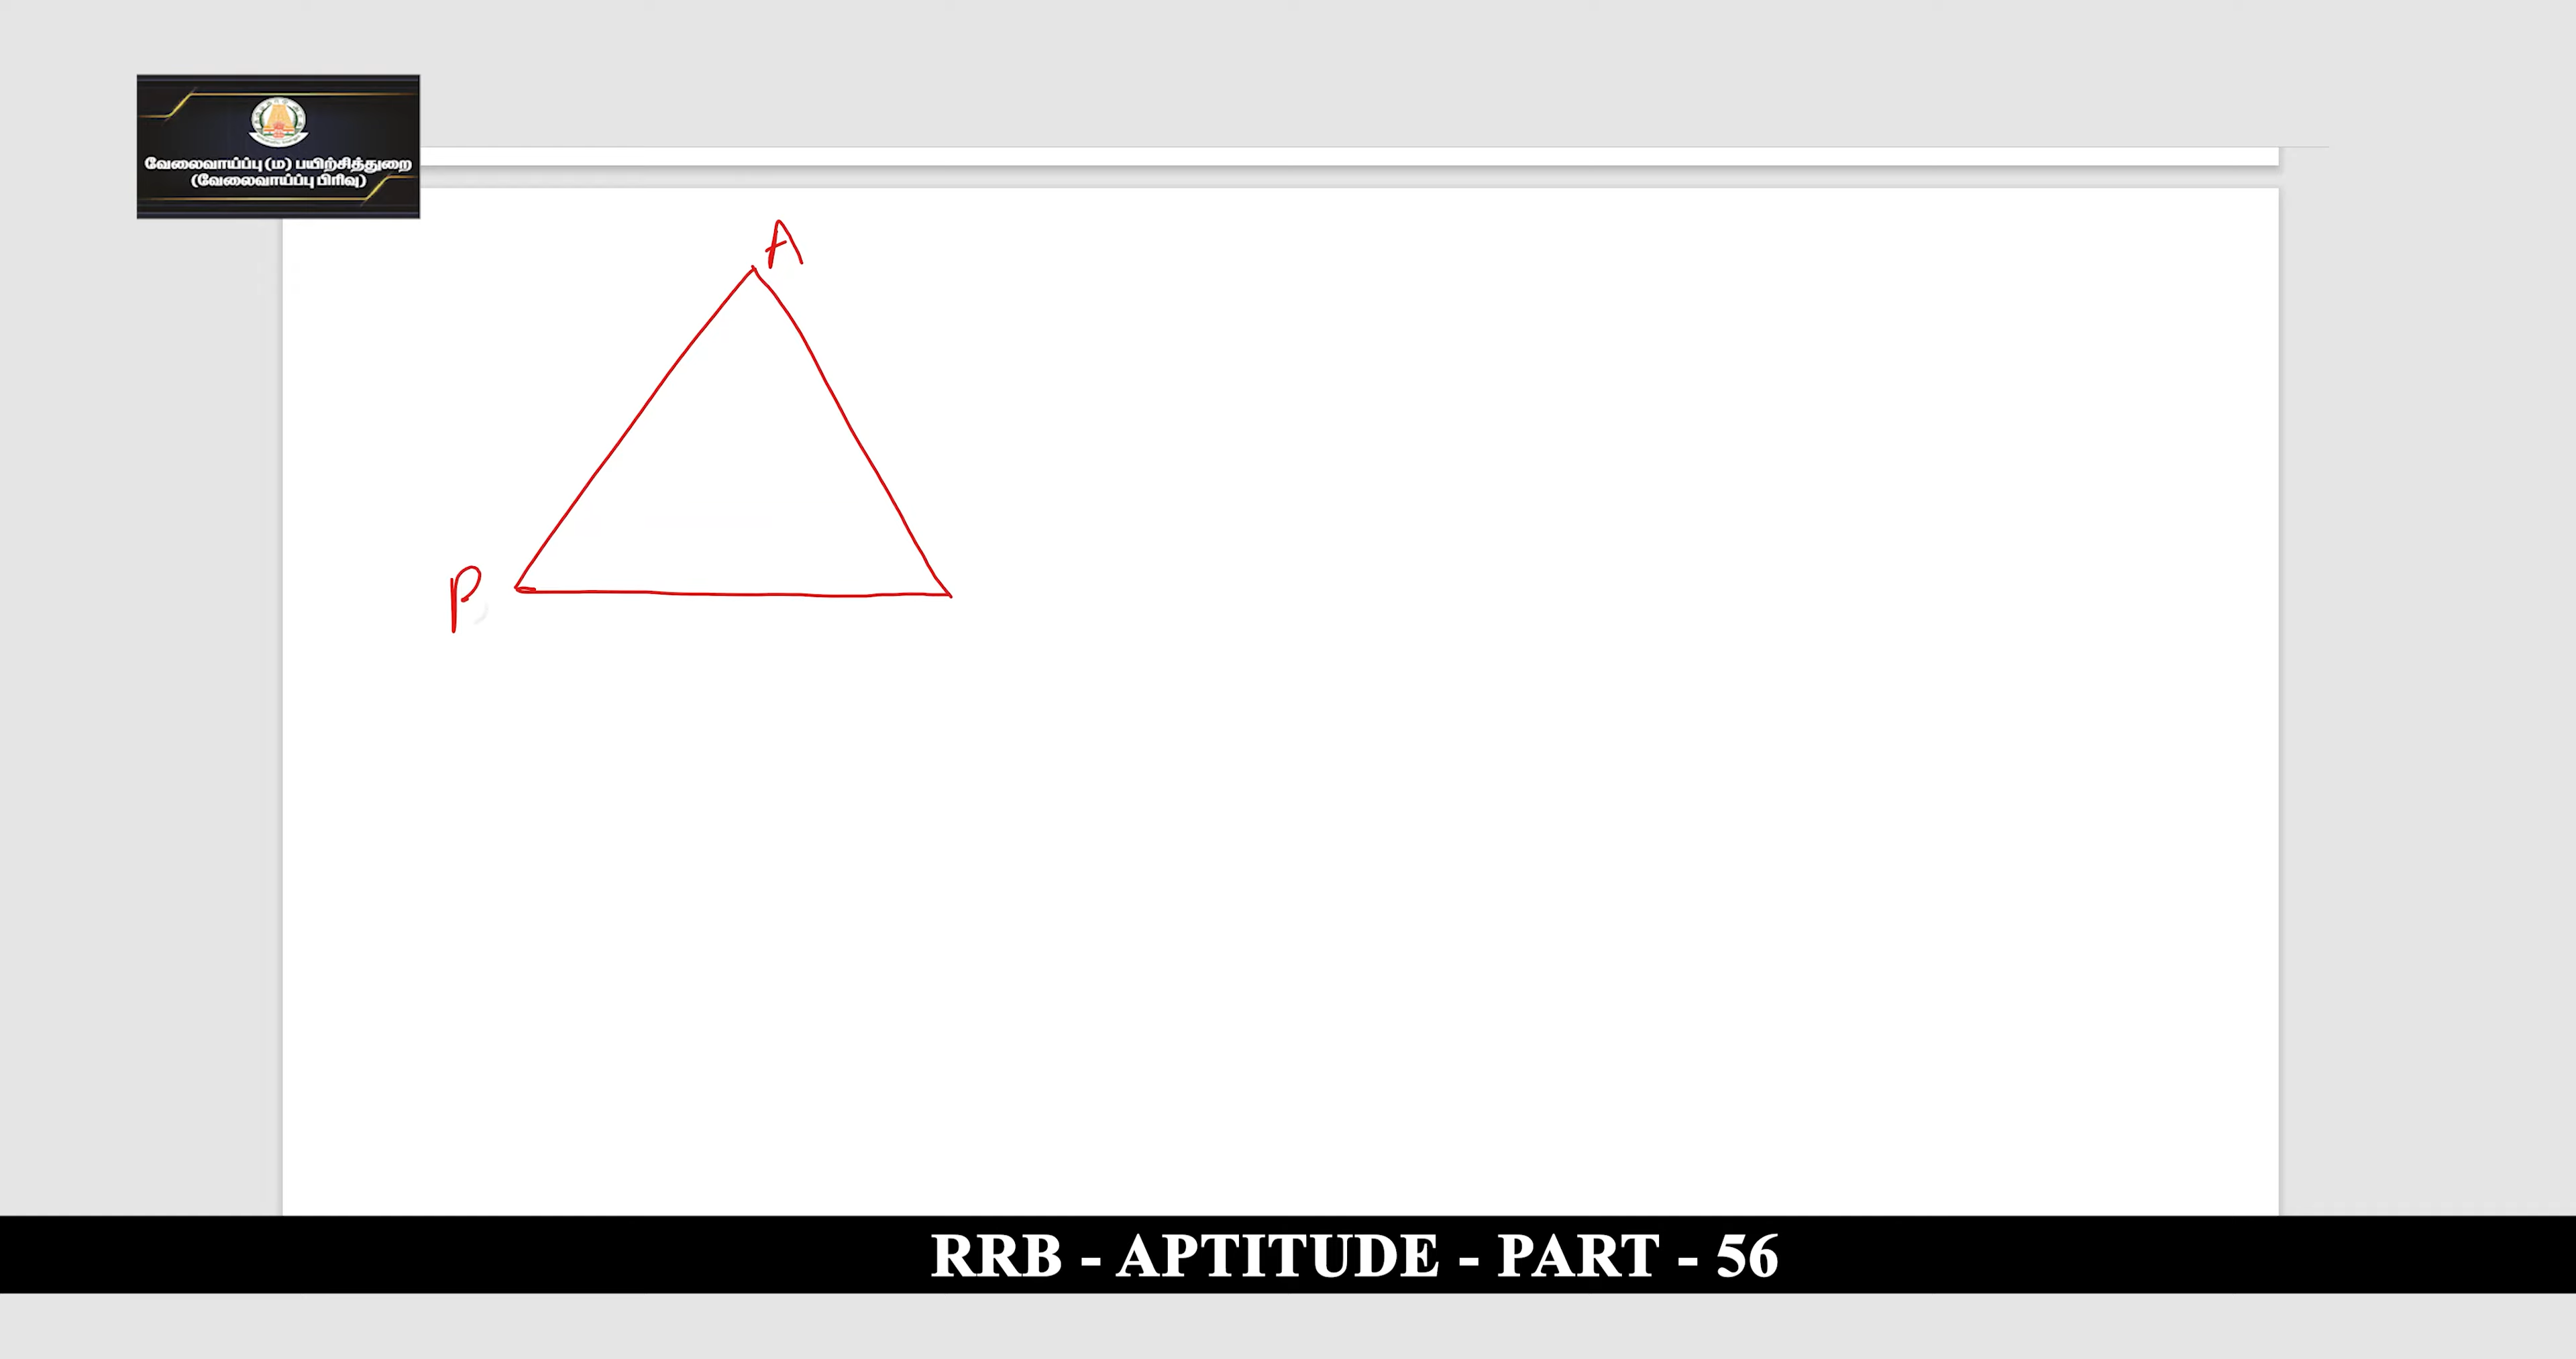 வேலைவாய்ப்பு (ம) பயிற்சித்துறை
(வேலைவாய்ப்பு பிரிவு)
A
P
RRB - APTITUDE - PART - 56